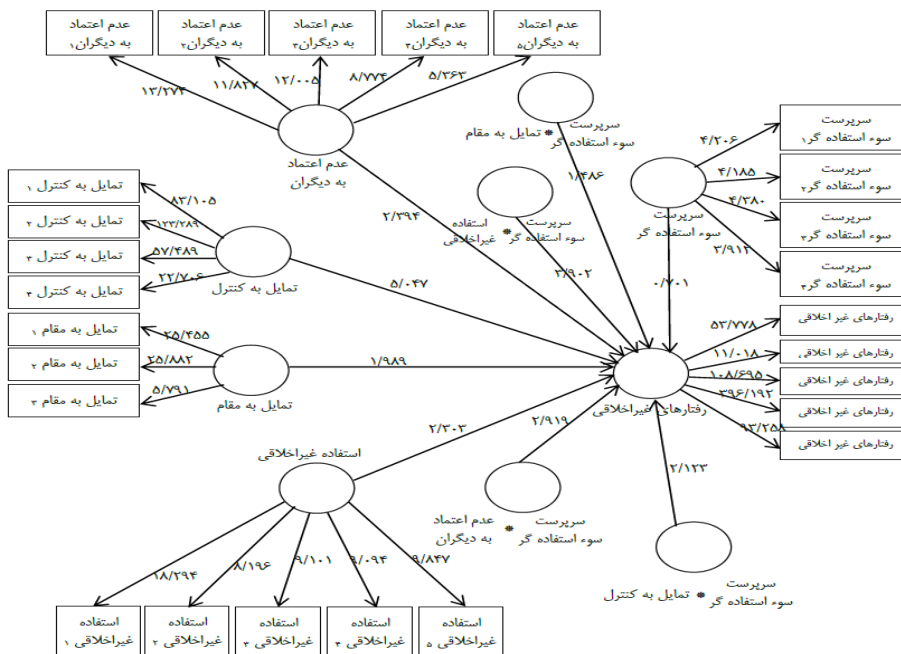 عدم اعتماد
به دیگران۱
عدم اعتماد
به دیگران۲
عدم اعتماد
به دیگران۳
عدم اعتماد
به دیگران۴
عدم اعتماد
به دیگران۵
۱۳/۲۷۴
۱۱/۸۲۷
۱۲/۰۰۵
۸/۷۷۴
۵/۳۶۳
عدم اعتماد
به دیگران
سرپرست
سوء استفاده گر * تمایل به مقام
۱/۴۸۶
سرپرست
سوء استفاده گر۱
سرپرست
سوء استفاده گر۲
سرپرست
سوء استفاده گر۳
سرپرست
سوء استفاده گر۴
۴/۲۰۶
۴/۱۸۵
۴/۳۸۰
۳/۹۱۲
سرپرست
سوء استفاده گر
۰/۷۰۱
سرپرست
سوء استفاده گر
*
استفاده
غیراخلاقی
۳/۹۰۲
۲/۳۹۴
تمایل به کنترل ۱
تمایل به کنترل ۲
تمایل به کنترل ۳
تمایل به کنترل ۴
۸۳/۱۰۵
۱۲۳/۲۸۹
۵۷/۴۸۹
۲۲/۷۰۶
تمایل به کنترل
۵/۰۴۷
تمایل به مقام ۱
تمایل به مقام ۲
تمایل به مقام ۳
۲۵/۴۵۵
۲۵/۸۸۲
۵/۷۹۱
تمایل به مقام
۱/۹۸۹
رفتارهای غیراخلاقی
۵۳/۷۷۸
۱۱/۰۱۸
۱۰۸/۶۹۵
۳۹۶/۱۹۲
۹۳/۲۵۸
رفتارهای غیر اخلاقی
رفتارهای غیر اخلاقی
رفتارهای غیر اخلاقی
رفتارهای غیر اخلاقی
رفتارهای غیر اخلاقی
۲/۳۰۳
۲/۹۱۹
۲/۱۲۳
استفاده غیراخلاقی
سرپرست
سوء استفاده گر
*
عدم اعتماد
به دیگران
سرپرست
سوء استفاده گر * تمایل به کنترل
۱۸/۲۹۴
۸/۱۹۶
۹/۱۰۱
۹/۰۹۴
۹/۸۴۷
استفاده
غیراخلاقی ۱
استفاده
غیراخلاقی ۲
استفاده
غیراخلاقی ۳
استفاده
غیراخلاقی ۴
استفاده
غیراخلاقی ۵